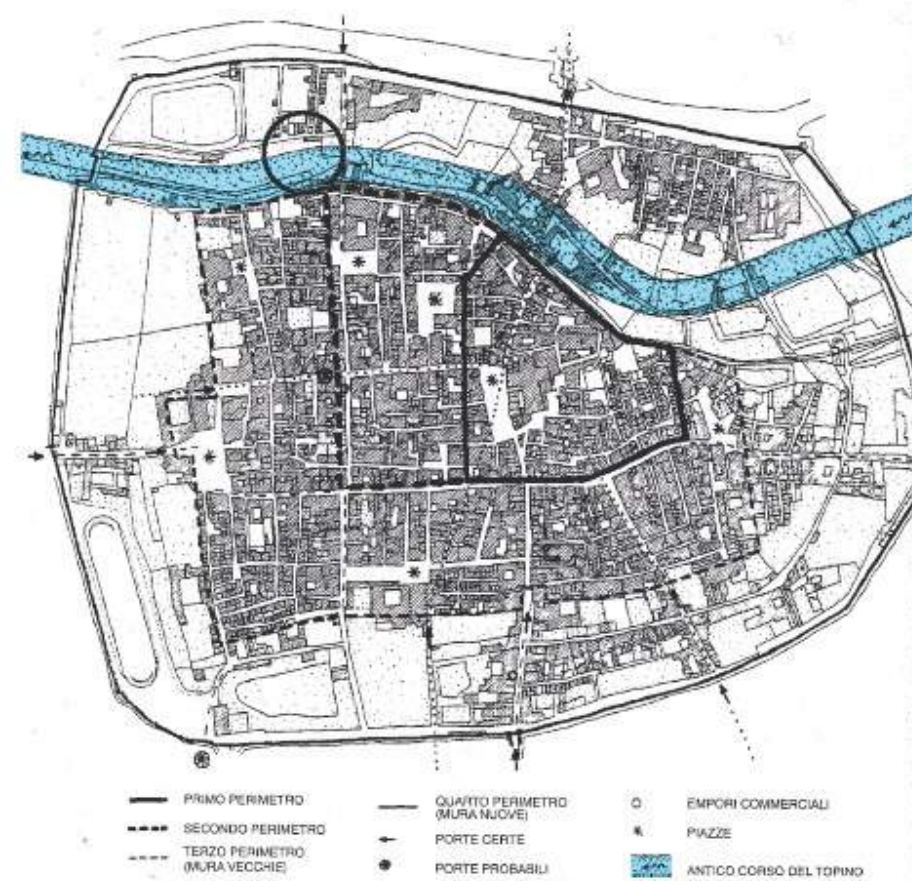 PRIMO PERIMETRO
SECONDO PERIMETRO
TERZO PERIMETRO
(MURA VECCHIE)
QUARTO PERIMETRO
(MURA NUOVE)
PORTE CERTE
PORTE PROBABILI
EMPORI COMMERCIALI
PIAZZE
ANTICO CORSO DEL TOPINO